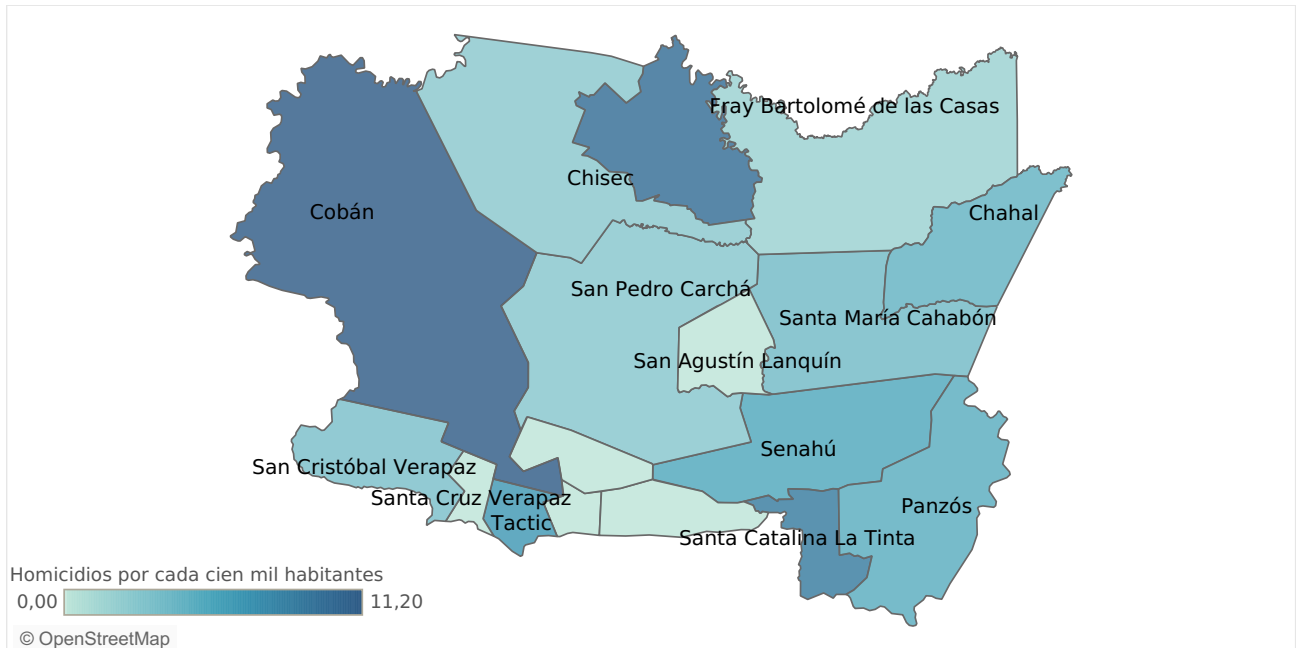 Fray Bartolomé de las Casas
Chisec
Cobán
Chahal
San Pedro Carchá
Santa María Cahabón
San Agustín Lanquín
Senahú
San Cristóbal Verapaz
Santa Cruz Verapaz
Panzós
Tactic
Santa Catalina La Tinta
Homicidios por cada cien mil habitantes
0,00 11,20
© OpenStreetMap